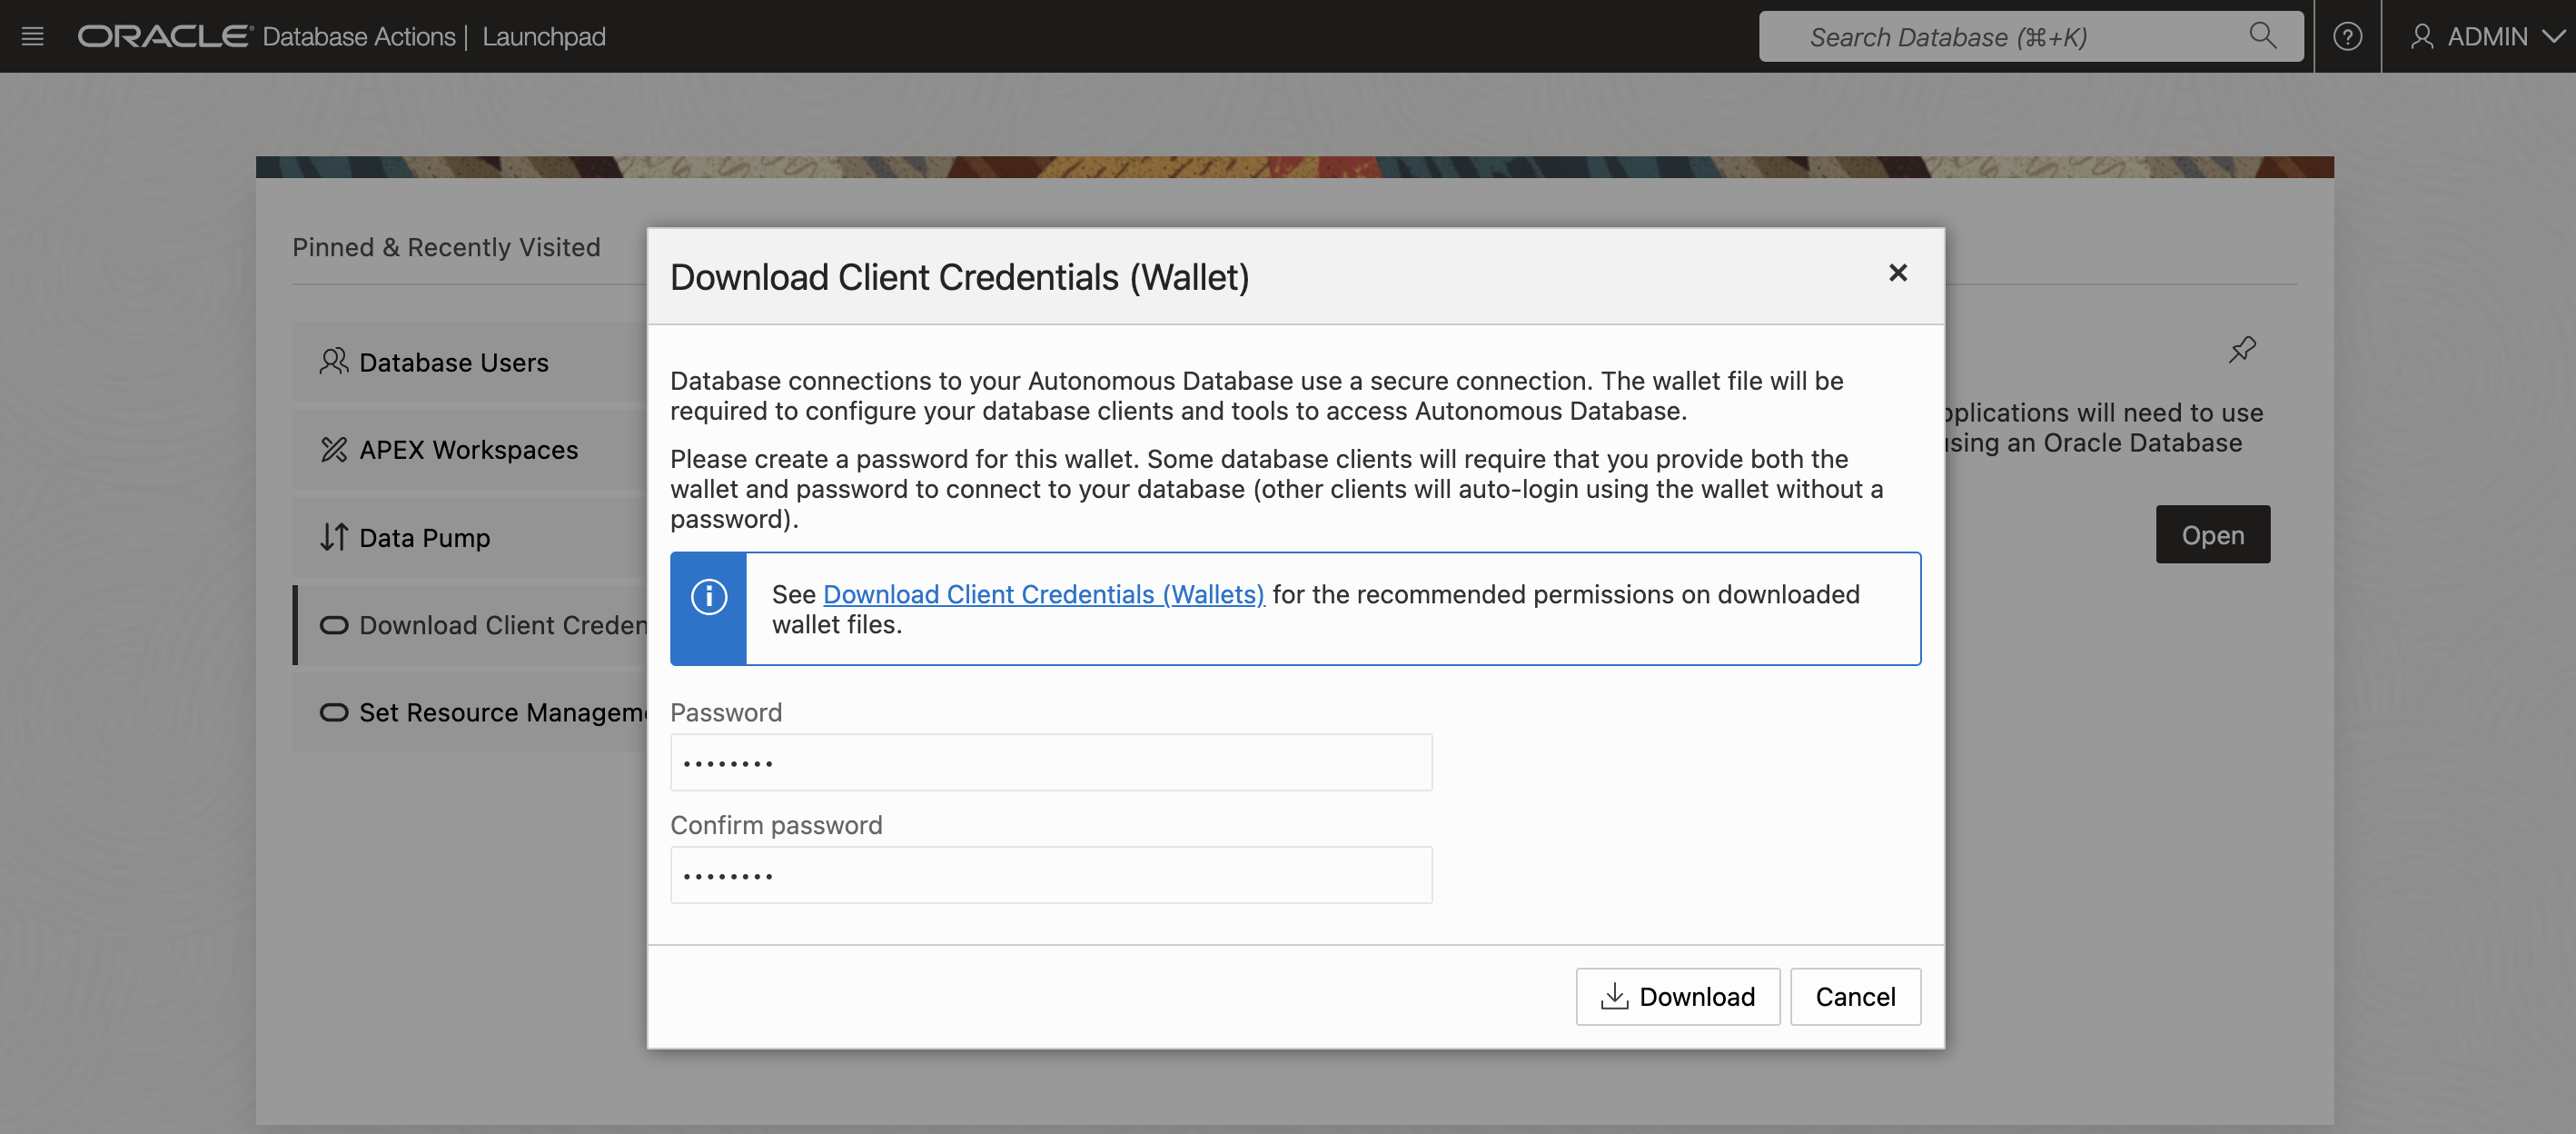 ORACLE Database Actions | Launchpad
Search Database (⌘+K)
ADMIN
Pinned & Recently Visited
Database Users
APEX Workspaces
Data Pump
Download Client
Set Resource
applications will need to use
using an Oracle Database
Open
Download Client Credentials (Wallet)
Database connections to your Autonomous Database use a secure connection. The wallet file will be
required to configure your database clients and tools to access Autonomous Database.
Please create a password for this wallet. Some database clients will require that you provide both the
wallet and password to connect to your database (other clients will auto-login using the wallet without a
password).
See Download Client Credentials (Wallets) for the recommended permissions on downloaded
wallet files.
Password
••••••••
Confirm password
••••••••
Download
Cancel